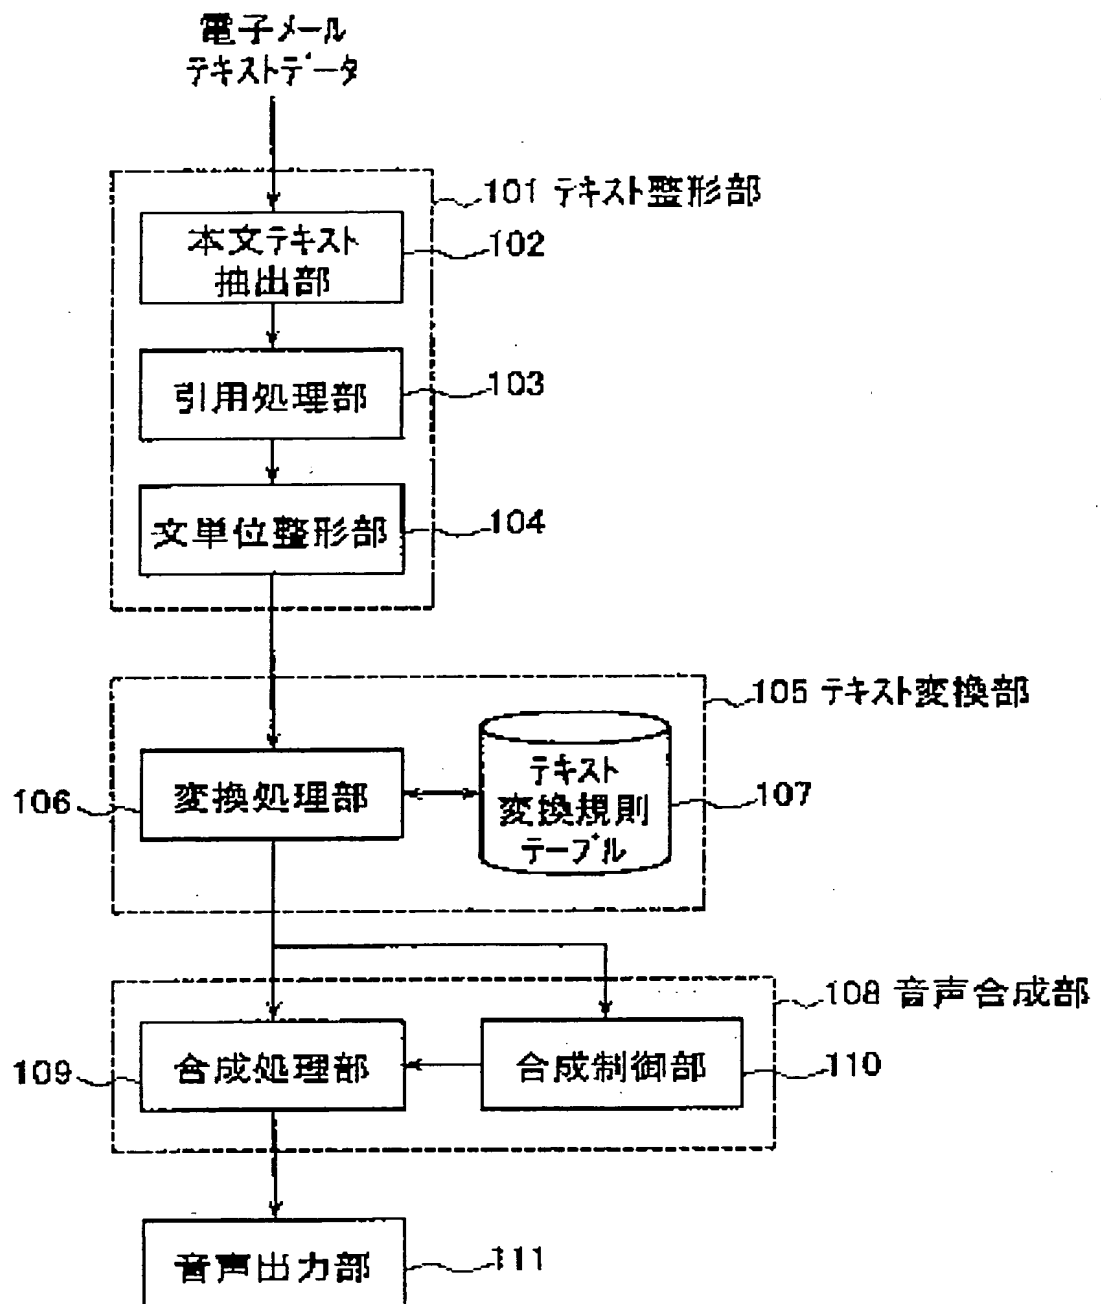 電子メール
テキストデータ
101 テキスト整形部
本文テキスト
抽出部
102
引用処理部
103
文単位整形部
104
105 テキスト変換部
106
変換処理部
テキスト
変換規則
テーブル
107
108 音声合成部
109
合成処理部
合成制御部
110
音声出力部
111